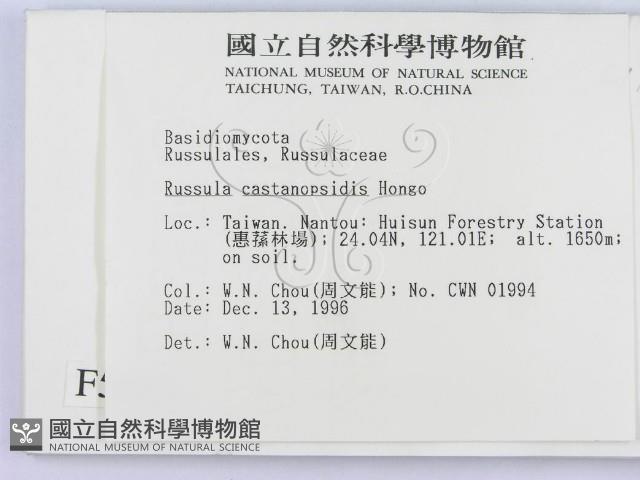 國立自然科學博物館
NATIONAL MUSEUM OF NATURAL SCIENCE
TAICHUNG, TAIWAN, R.O.CHINA
Basidiomycota
Russulales, Russulaceae
Russula castanopsidis Hongo
Loc.: Taiwan. Nantou: Huisun Forestry Station
(惠蓀林場); 24.04N, 121.01E; alt. 1650m;
on soil.
Col.: W.N. Chou(周文能); No. CWN 01994
Date: Dec. 13, 1996
Det.: W.N. Chou(周文能)
國立自然科學博物館
NATIONAL MUSEUM OF NATURAL SCIENCE